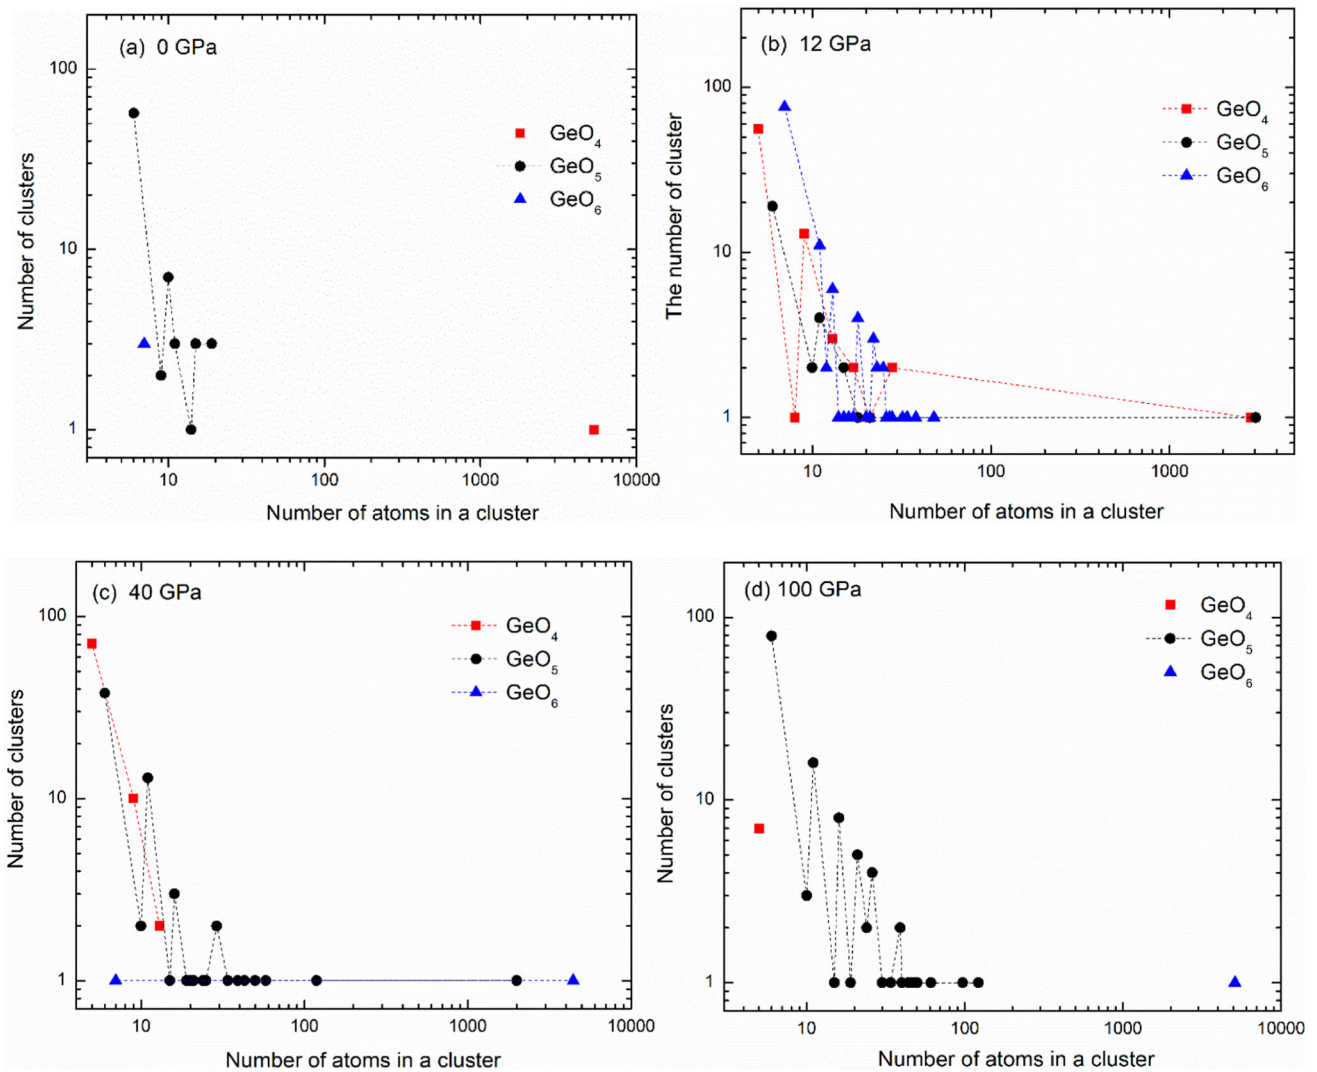 (a) 0 GPa
100
10
1
Number of clusters
GeO4
GeO5
GeO6
10 100 1000 10000
Number of atoms in a cluster
(b) 12 GPa
100
10
1
The number of cluster
GeO4
GeO5
GeO6
10 100 1000
Number of atoms in a cluster
(c) 40 GPa
100
10
1
Number of clusters
GeO4
GeO5
GeO6
10 100 1000 10000
Number of atoms in a cluster
(d) 100 GPa
100
10
1
Number of clusters
GeO4
GeO5
GeO6
10 100 1000 10000
Number of atoms in a cluster